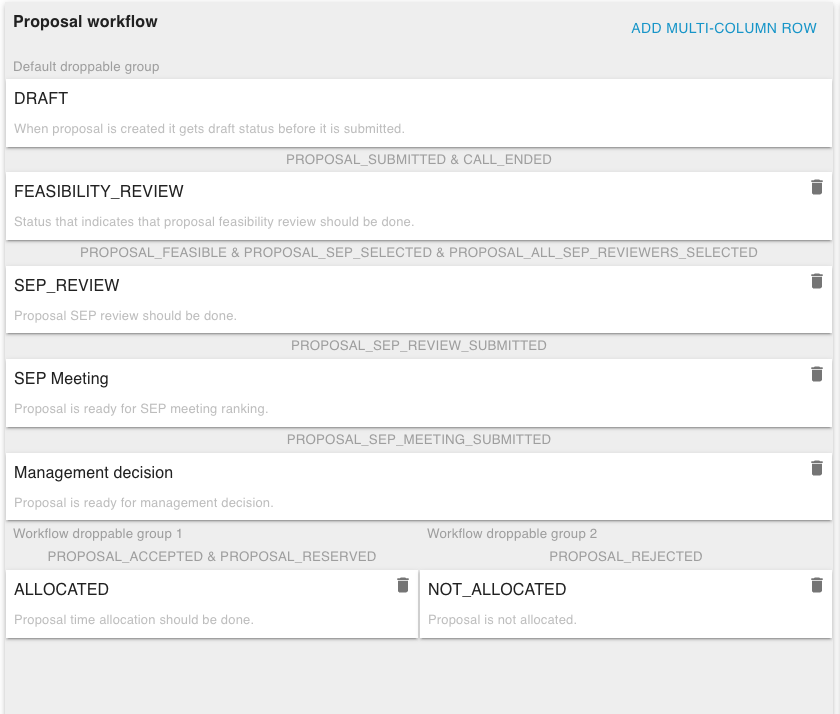 Proposal workflow
ADD MULTI-COLUMN ROW
Default droppable group
DRAFT
When proposal is created it gets draft status before it is submitted.
PROPOSAL_SUBMITTED & CALL_ENDED
FEASIBILITY_REVIEW
Status that indicates that proposal feasibility review should be done.
PROPOSAL_FEASIBLE & PROPOSAL_SEP_SELECTED & PROPOSAL_ALL_SEP_REVIEWERS_SELECTED
SEP_REVIEW
Proposal SEP review should be done.
PROPOSAL_SEP_REVIEW_SUBMITTED
SEP Meeting
Proposal is ready for SEP meeting ranking.
PROPOSAL_SEP_MEETING_SUBMITTED
Management decision
Proposal is ready for management decision.
Workflow droppable group 1
PROPOSAL_ACCEPTED & PROPOSAL_RESERVED
ALLOCATED
Proposal time allocation should be done.
Workflow droppable group 2
PROPOSAL_REJECTED
NOT_ALLOCATED
Proposal is not allocated.